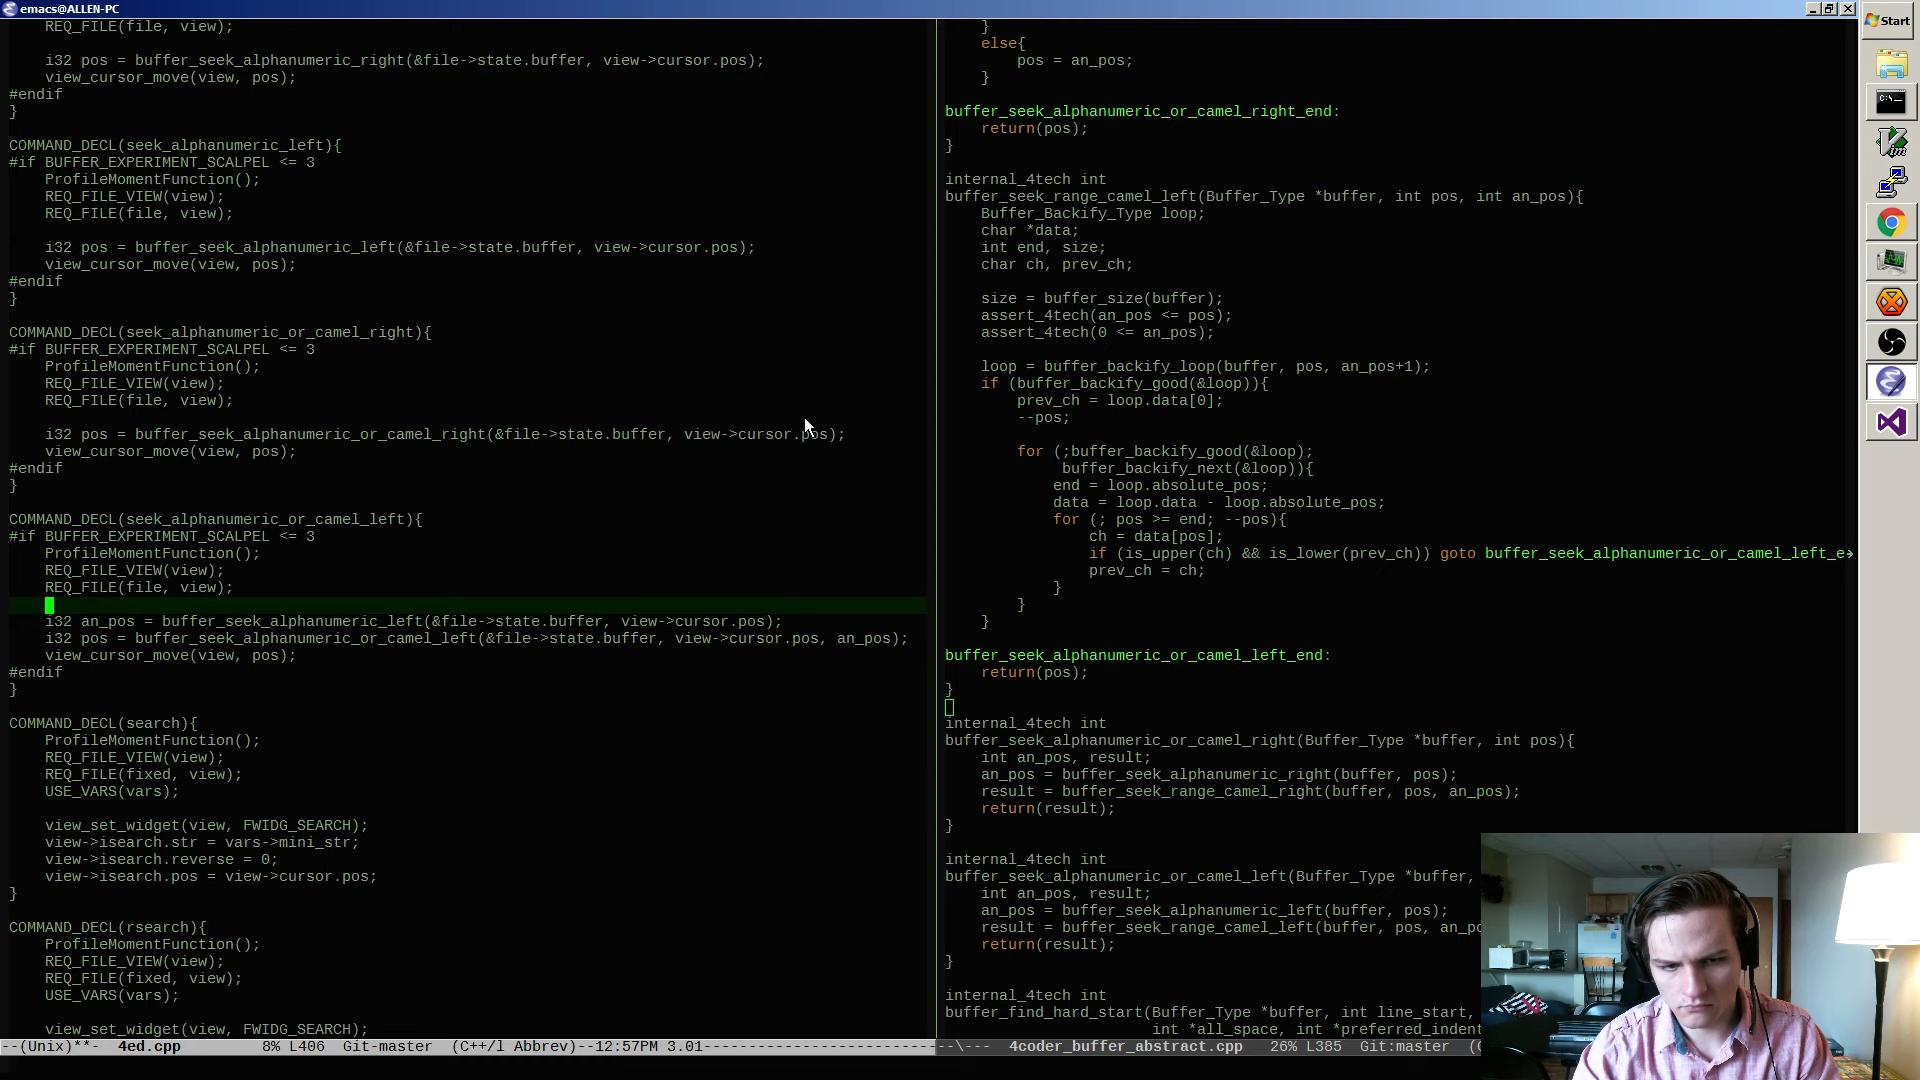 emacs@ALLEN-PC
REQ_FILE(file, view);
i32 pos = buffer_seek_alphanumeric_right(&file->state.buffer, view->cursor.pos);
view_cursor_move(view, pos);
#endif
}
COMMAND_DECL(seek_alphanumeric_left){
#if BUFFER_EXPERIMENT_SCALPEL <= 3
ProfileMomentFunction();
REQ_FILE_VIEW(view);
REQ_FILE(file, view);
i32 pos = buffer_seek_alphanumeric_left(&file->state.buffer, view->cursor.pos);
view_cursor_move(view, pos);
#endif
}
COMMAND_DECL(seek_alphanumeric_or_camel_right){
#if BUFFER_EXPERIMENT_SCALPEL <= 3
ProfileMomentFunction();
REQ_FILE_VIEW(view);
REQ_FILE(file, view);
i32 pos = buffer_seek_alphanumeric_or_camel_right(&file->state.buffer, view->cursor.pos);
view_cursor_move(view, pos);
#endif
}
COMMAND_DECL(seek_alphanumeric_or_camel_left){
#if BUFFER_EXPERIMENT_SCALPEL <= 3
ProfileMomentFunction();
REQ_FILE_VIEW(view);
REQ_FILE(file, view);
i32 an_pos = buffer_seek_alphanumeric_left(&file->state.buffer, view->cursor.pos);
i32 pos = buffer_seek_alphanumeric_or_camel_left(&file->state.buffer, view->cursor.pos, an_pos);
view_cursor_move(view, pos);
#endif
}
COMMAND_DECL(search){
ProfileMomentFunction();
REQ_FILE_VIEW(view);
REQ_FILE(fixed, view);
USE_VARS(vars);
view_set_widget(view, FWIDG_SEARCH);
view->isearch.str = vars->mini_str;
view->isearch.reverse = 0;
view->isearch.pos = view->cursor.pos;
}
COMMAND_DECL(rsearch){
ProfileMomentFunction();
REQ_FILE_VIEW(view);
REQ_FILE(fixed, view);
USE_VARS(vars);
view_set_widget(view, FWIDG_SEARCH);
--(Unix)**-  4ed.cpp         8% L406  Git-master  (C++/l Abbrev)--12:57PM 3.01---------------------------
}
else{
pos = an_pos;
}
buffer_seek_alphanumeric_or_camel_right_end:
return(pos);
}
internal_4tech int
buffer_seek_range_camel_left(Buffer_Type *buffer, int pos, int an_pos){
Buffer_Backify_Type loop;
char *data;
int end, size;
char ch, prev_ch;
size = buffer_size(buffer);
assert_4tech(an_pos <= pos);
assert_4tech(0 <= an_pos);
loop = buffer_backify_loop(buffer, pos, an_pos+1);
if (buffer_backify_good(&loop)){
prev_ch = loop.data[0];
--pos;
for (;buffer_backify_good(&loop);
buffer_backify_next(&loop)){
end = loop.absolute_pos;
data = loop.data - loop.absolute_pos;
for (; pos >= end; --pos){
ch = data[pos];
if (is_upper(ch) && is_lower(prev_ch)) goto buffer_seek_alphanumeric_or_camel_left_e
prev_ch = ch;
}
}
}
buffer_seek_alphanumeric_or_camel_left_end:
return(pos);
}
internal_4tech int
buffer_seek_alphanumeric_or_camel_right(Buffer_Type *buffer, int pos){
int an_pos, result;
an_pos = buffer_seek_alphanumeric_right(buffer, pos);
result = buffer_seek_range_camel_right(buffer, pos, an_pos);
return(result);
}
internal_4tech int
buffer_seek_alphanumeric_or_camel_left(Buffer_Type *buffer,
int an_pos, result;
an_pos = buffer_seek_alphanumeric_left(buffer, pos);
result = buffer_seek_range_camel_left(buffer, pos, an_po
return(result);
}
internal_4tech int
buffer_find_hard_start(Buffer_Type *buffer, int line_start,
int *all_space, int *preferred_indent
-\---  4coder_buffer_abstract.cpp   26% L385  Git:master  (
Start
C:\_
Vim